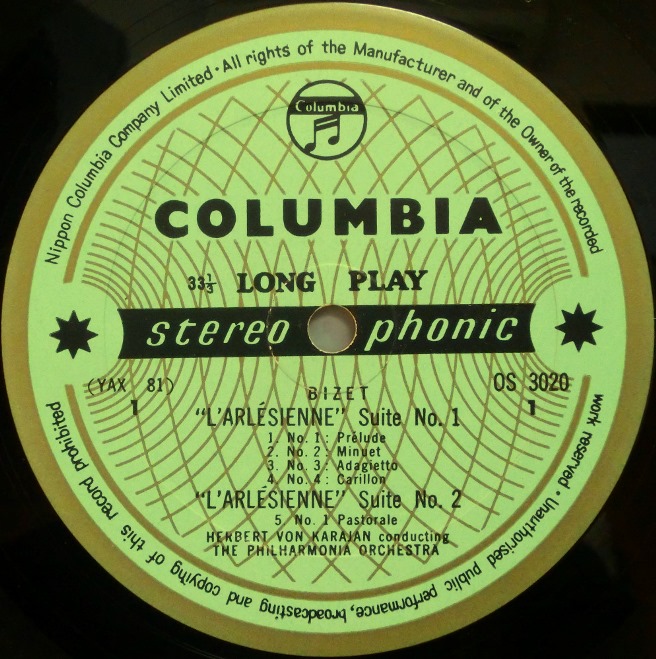 Nippon Columbia Company Limited · All rights of the Manufacturer and of the Owner of the recorded
work reserved · Unauthorised public performance, broadcasting and copying of this record prohibited
Columbia
COLUMBIA
33⅓ LONG PLAY
stereo phonic
(YAX 81) OS 3020
1 1
BIZET
"L'ARLÉSIENNE" Suite No. 1
1. No. 1: Prélude
2. No. 2: Minuet
3. No. 3: Adagietto
4. No. 4: Carillon
"L'ARLÉSIENNE" Suite No. 2
5. No. 1 Pastorale
HERBERT VON KARAJAN conducting
THE PHILHARMONIA ORCHESTRA